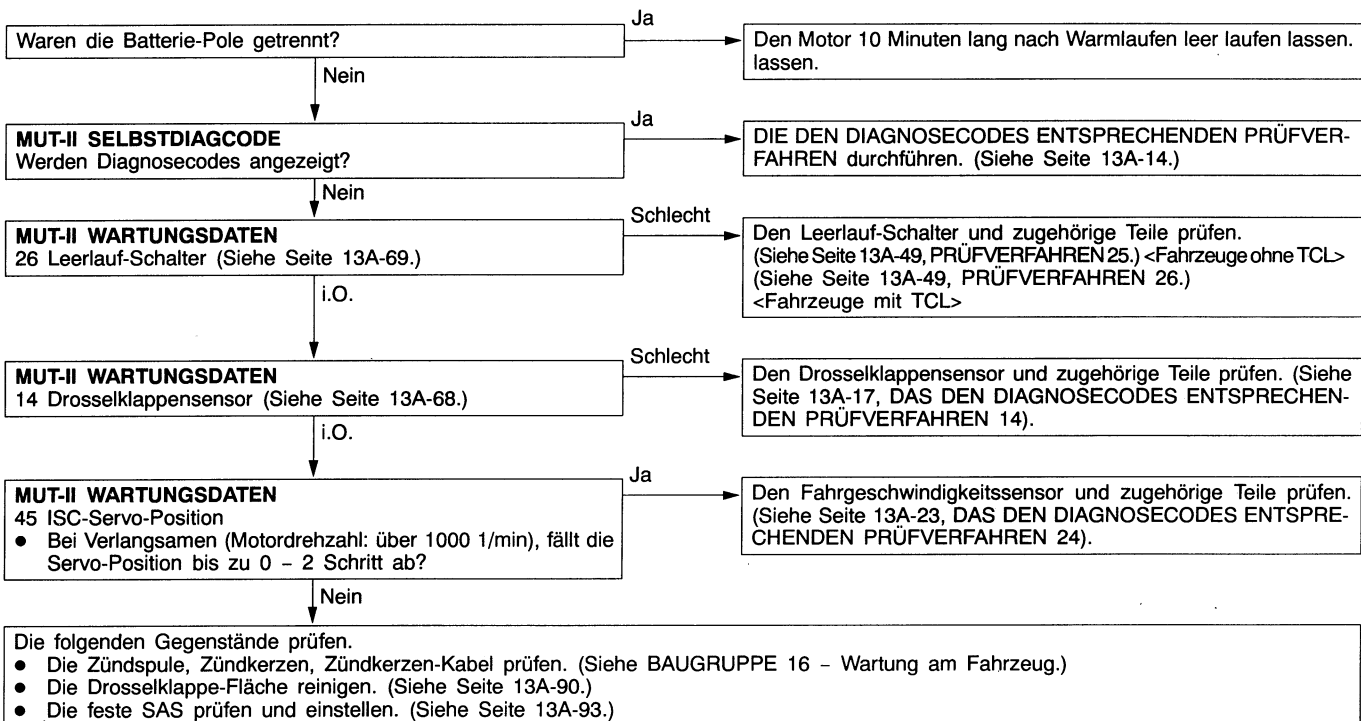 Waren die Batterie-Pole getrennt?
Ja
Den Motor 10 Minuten lang nach Warmlaufen leer laufen lassen.
lassen.
Nein
MUT-II SELBSTDIAGCODE
Werden Diagnosecodes angezeigt?
Ja
DIE DEN DIAGNOSECODES ENTSPRECHENDEN PRÜFVER-
FAHREN durchführen. (Siehe Seite 13A-14.)
Nein
MUT-II WARTUNGSDATEN
26 Leerlauf-Schalter (Siehe Seite 13A-69.)
Schlecht
Den Leerlauf-Schalter und zugehörige Teile prüfen.
(Siehe Seite 13A-49, PRÜFVERFAHREN 25.) <Fahrzeuge ohne TCL>
(Siehe Seite 13A-49, PRÜFVERFAHREN 26.)
<Fahrzeuge mit TCL>
i.O.
MUT-II WARTUNGSDATEN
14 Drosselklappensensor (Siehe Seite 13A-68.)
Schlecht
Den Drosselklappensensor und zugehörige Teile prüfen. (Siehe
Seite 13A-17, DAS DEN DIAGNOSECODES ENTSPRECHEN-
DEN PRÜFVERFAHREN 14).
i.O.
MUT-II WARTUNGSDATEN
45 ISC-Servo-Position
● Bei Verlangsamen (Motordrehzahl: über 1000 1/min), fällt die
Servo-Position bis zu 0 – 2 Schritt ab?
Ja
Den Fahrgeschwindigkeitssensor und zugehörige Teile prüfen.
(Siehe Seite 13A-23, DAS DEN DIAGNOSECODES ENTSPRE-
CHENDEN PRÜFVERFAHREN 24).
Nein
Die folgenden Gegenstände prüfen.
● Die Zündspule, Zündkerzen, Zündkerzen-Kabel prüfen. (Siehe BAUGRUPPE 16 – Wartung am Fahrzeug.)
● Die Drosselklappe-Fläche reinigen. (Siehe Seite 13A-90.)
● Die feste SAS prüfen und einstellen. (Siehe Seite 13A-93.)